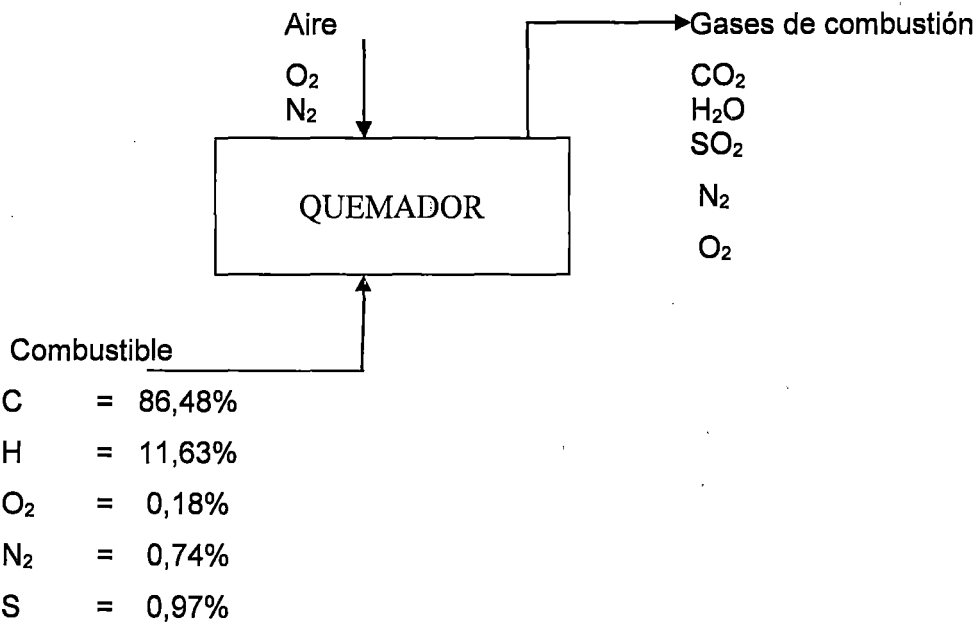 Aire
O₂
N₂
Gases de combustión
CO₂
H₂O
SO₂
N₂
O₂
QUEMADOR
Combustible
C = 86,48%
H = 11,63%
O₂ = 0,18%
N₂ = 0,74%
S = 0,97%